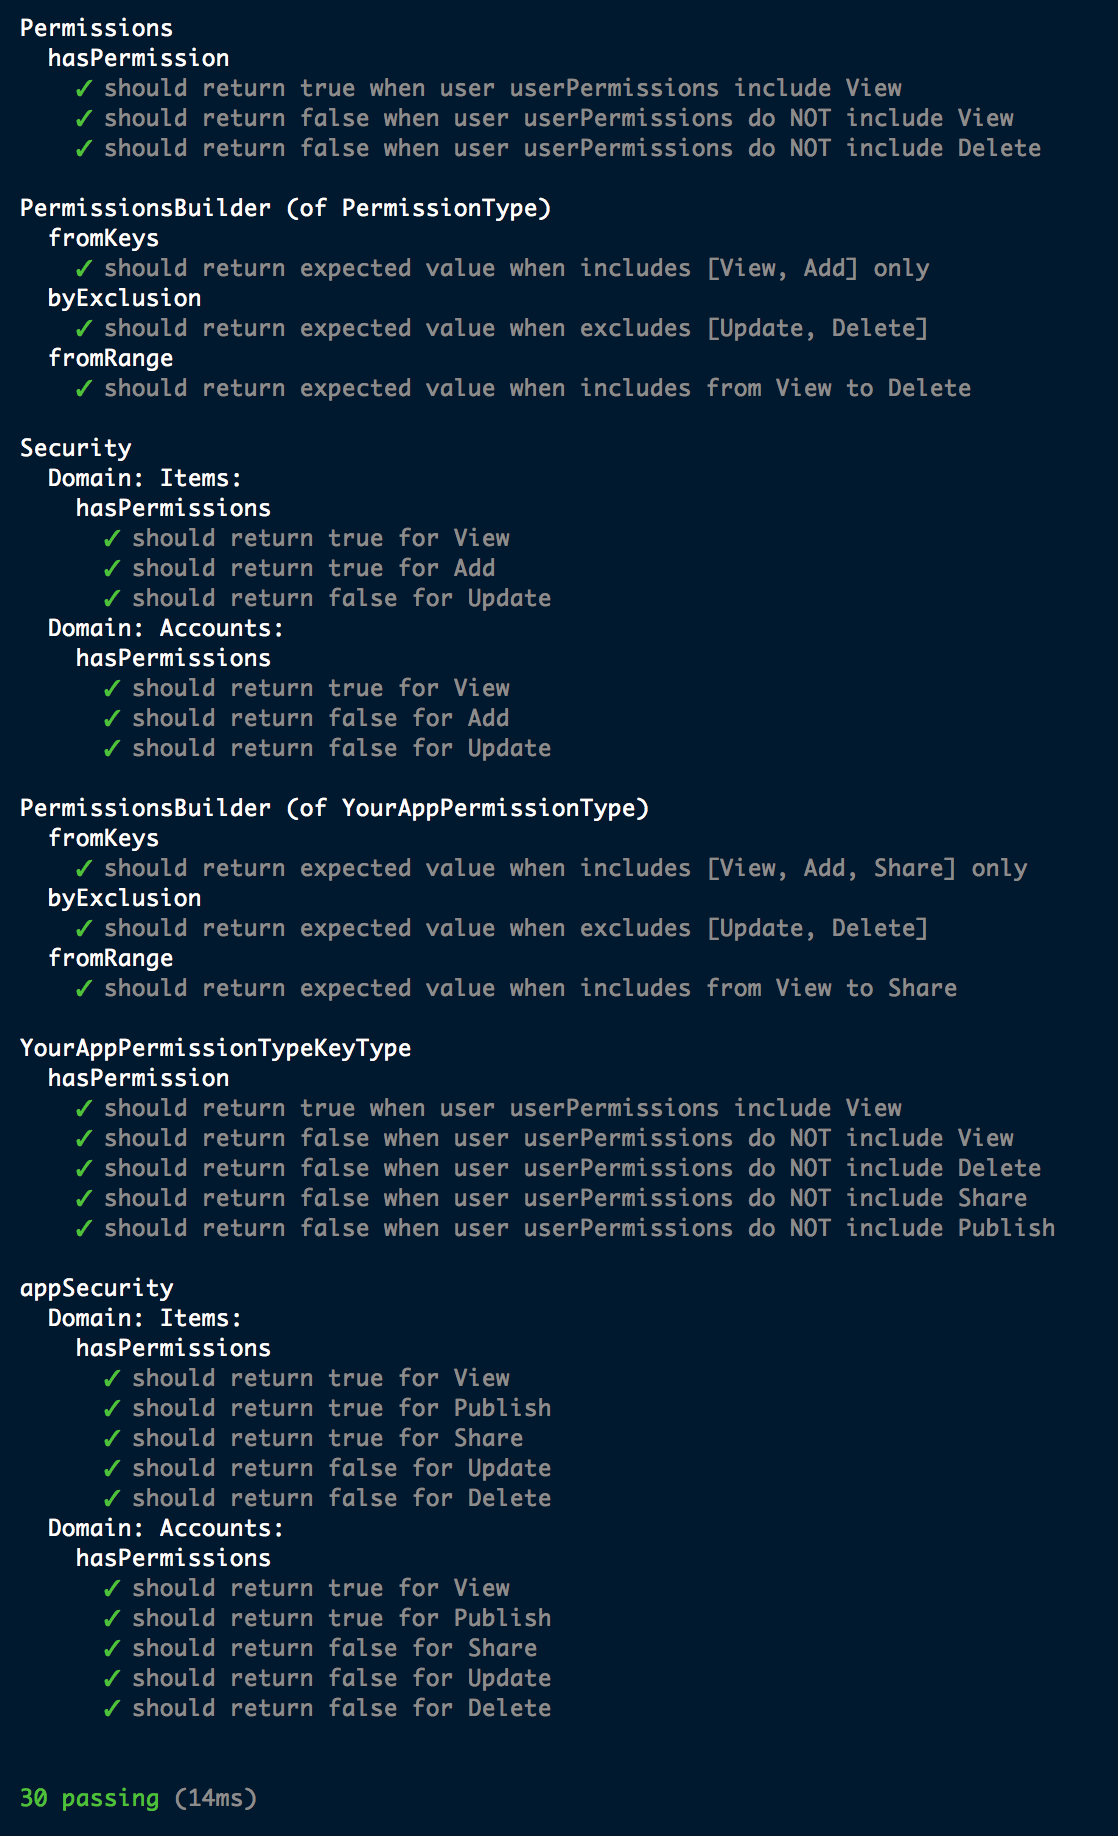 Permissions
hasPermission
✓ should return true when user userPermissions include View
✓ should return false when user userPermissions do NOT include View
✓ should return false when user userPermissions do NOT include Delete
PermissionsBuilder (of PermissionType)
fromKeys
✓ should return expected value when includes [View, Add] only
byExclusion
✓ should return expected value when excludes [Update, Delete]
fromRange
✓ should return expected value when includes from View to Delete
Security
Domain: Items:
hasPermissions
✓ should return true for View
✓ should return true for Add
✓ should return false for Update
Domain: Accounts:
hasPermissions
✓ should return true for View
✓ should return false for Add
✓ should return false for Update
PermissionsBuilder (of YourAppPermissionType)
fromKeys
✓ should return expected value when includes [View, Add, Share] only
byExclusion
✓ should return expected value when excludes [Update, Delete]
fromRange
✓ should return expected value when includes from View to Share
YourAppPermissionTypeKeyType
hasPermission
✓ should return true when user userPermissions include View
✓ should return false when user userPermissions do NOT include View
✓ should return false when user userPermissions do NOT include Delete
✓ should return false when user userPermissions do NOT include Share
✓ should return false when user userPermissions do NOT include Publish
appSecurity
Domain: Items:
hasPermissions
✓ should return true for View
✓ should return true for Publish
✓ should return true for Share
✓ should return false for Update
✓ should return false for Delete
Domain: Accounts:
hasPermissions
✓ should return true for View
✓ should return true for Publish
✓ should return false for Share
✓ should return false for Update
✓ should return false for Delete
30 passing (14ms)